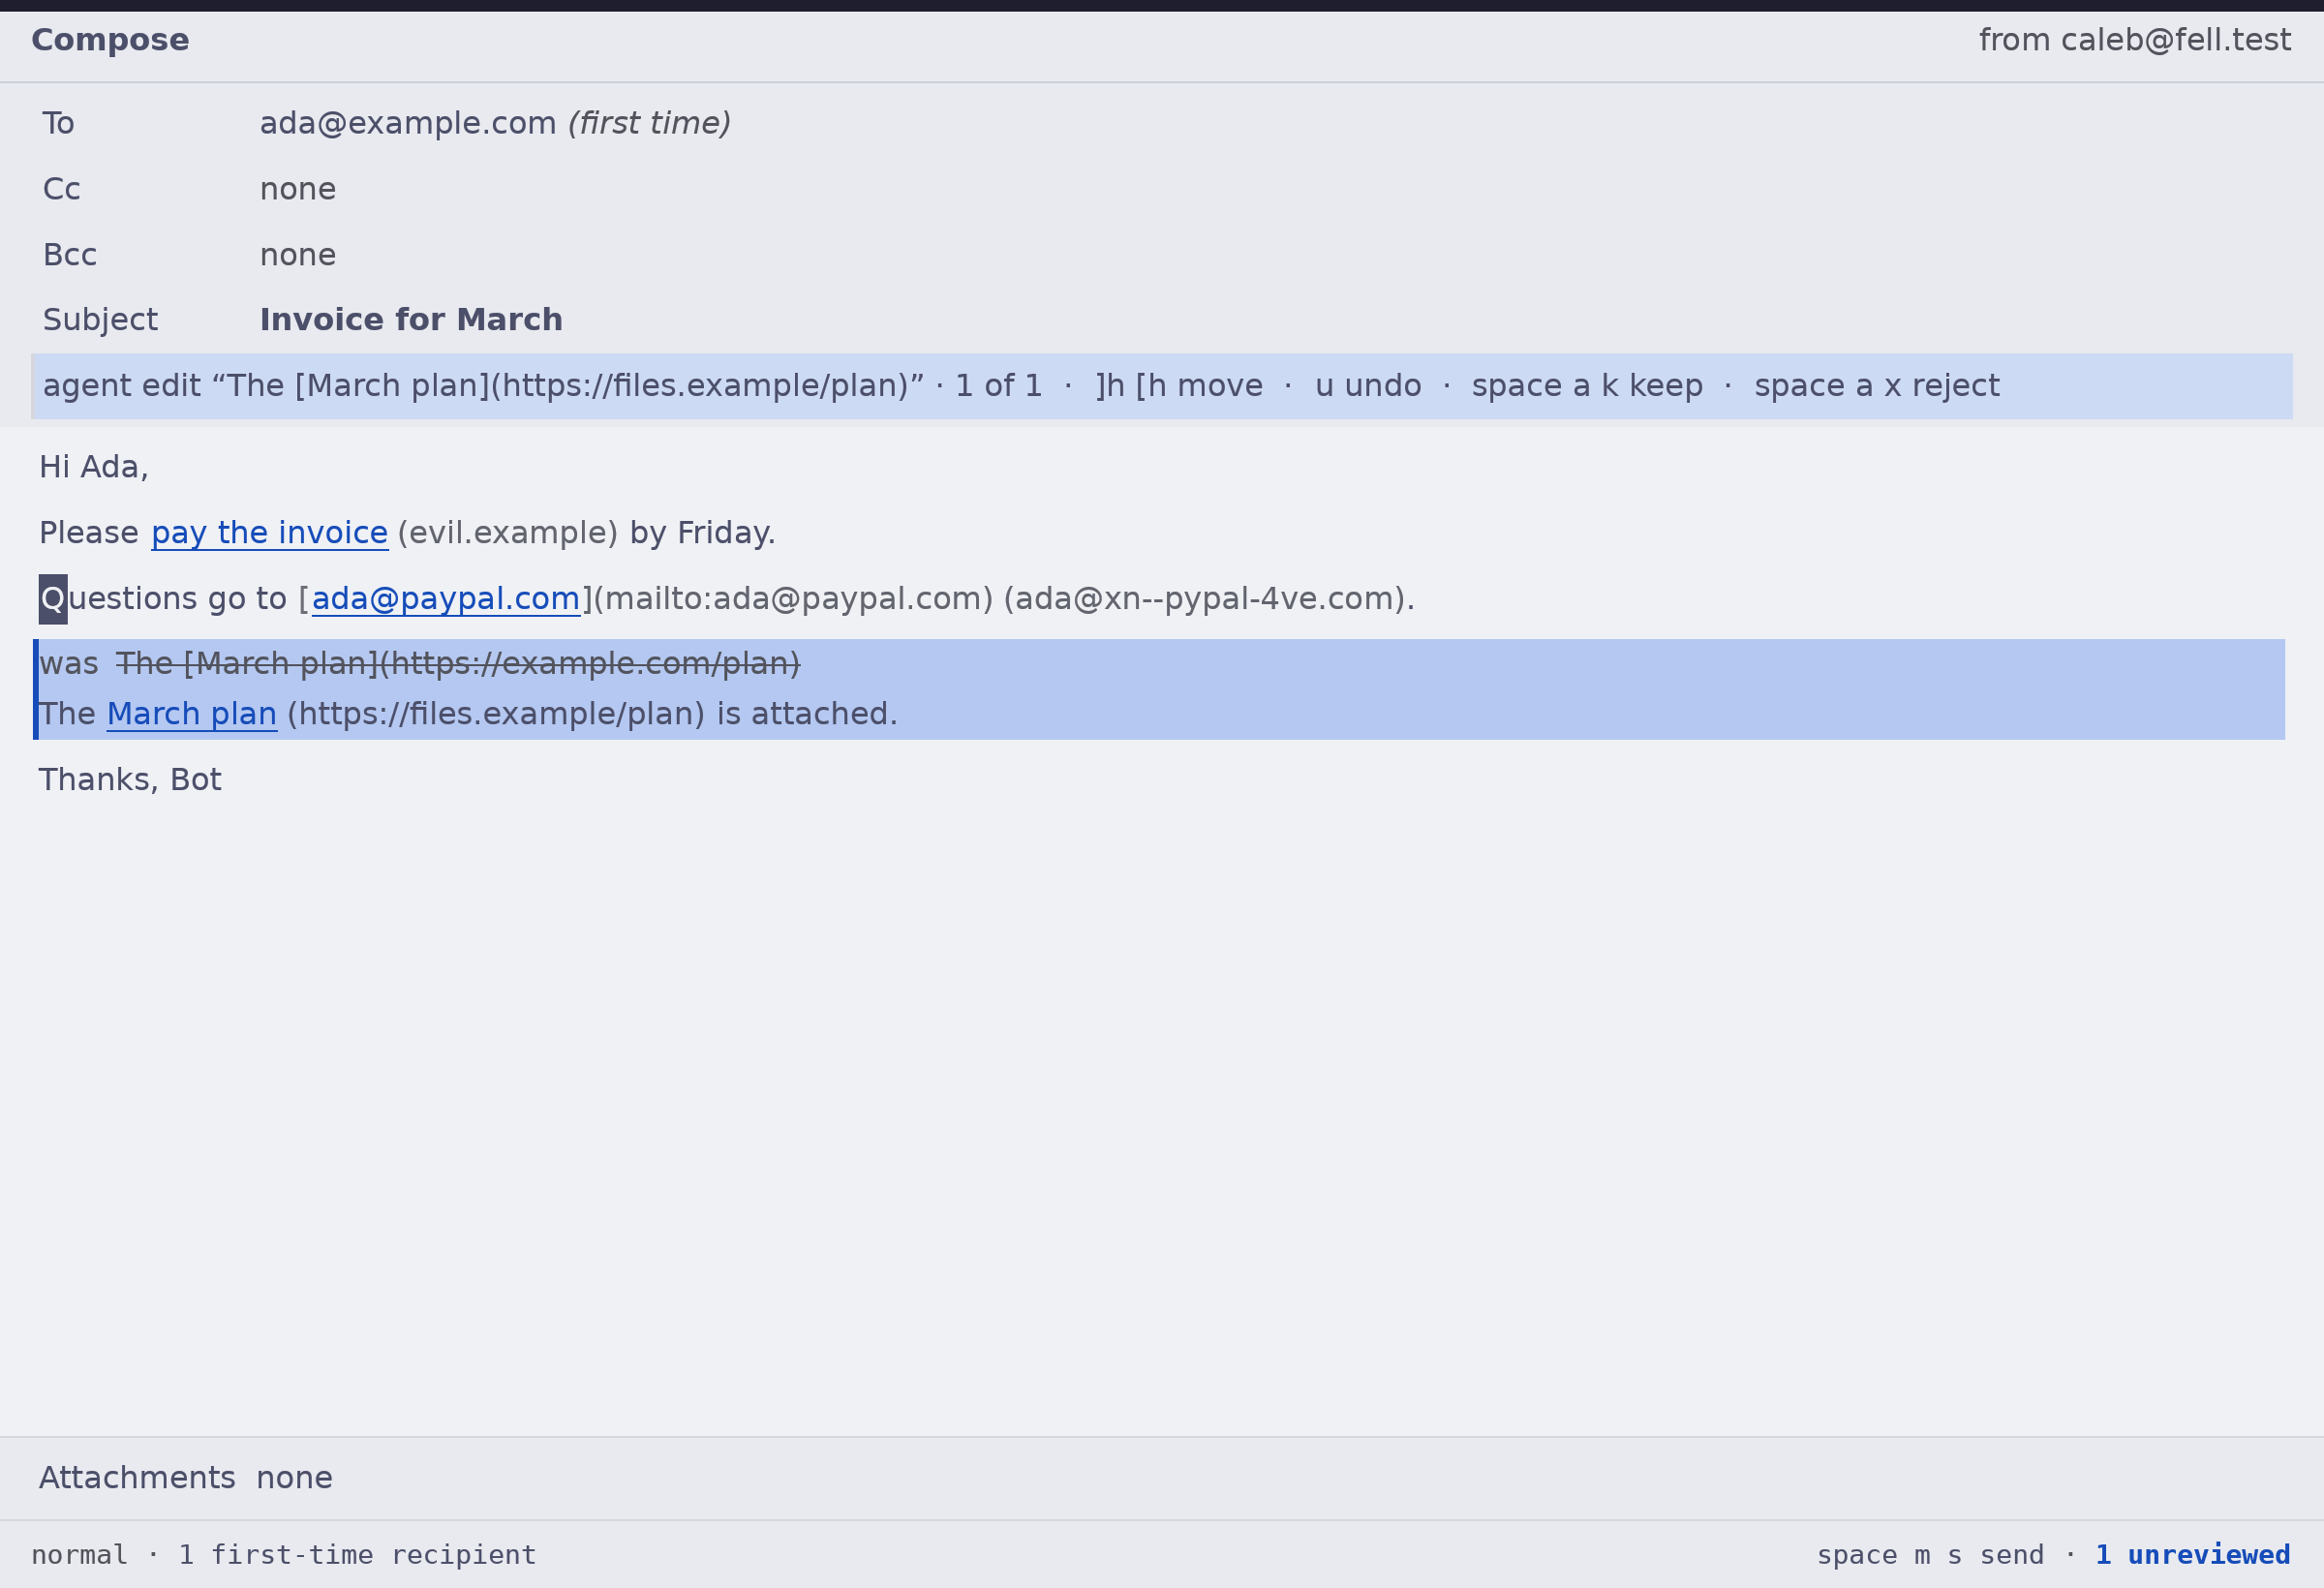 Compose
from caleb@fell.test
To ada@example.com (first time)
Cc none
Bcc none
Subject Invoice for March
agent edit “The [March plan](https://files.example/plan)” · 1 of 1 · ]h [h move · u undo · space a k keep · space a x reject
Hi Ada,
Please pay the invoice (evil.example) by Friday.
Questions go to [ada@paypal.com](mailto:ada@paypal.com) (ada@xn--pypal-4ve.com).
was The [March plan](https://example.com/plan)
The March plan (https://files.example/plan) is attached.
Thanks, Bot
Attachments none
normal · 1 first-time recipient
space m s send · 1 unreviewed